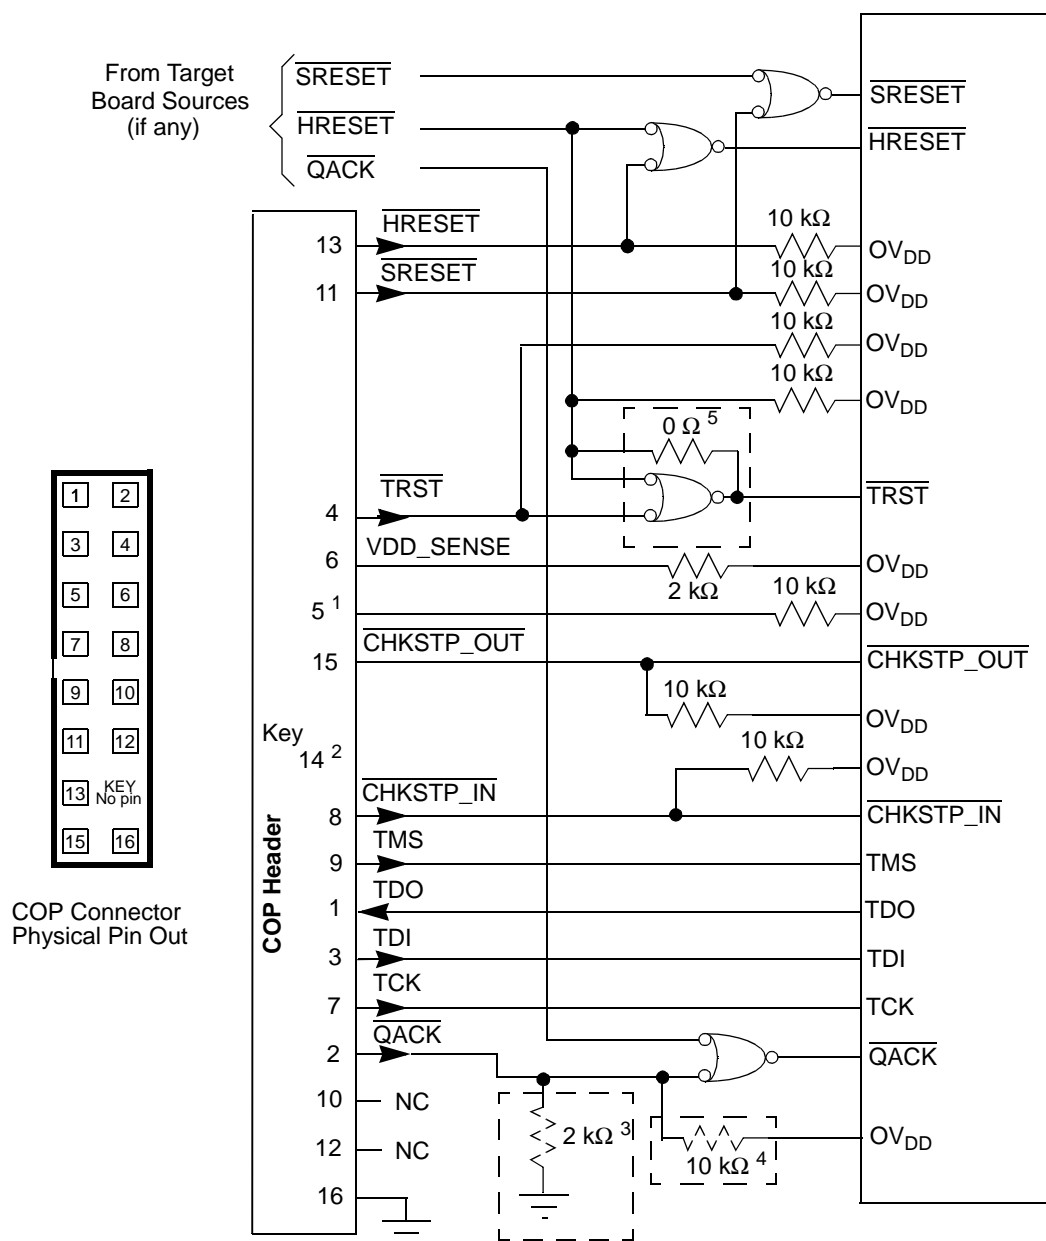 From Target
Board Sources
(if any)
SRESET
HRESET
QACK
SRESET
HRESET
13 HRESET 10 kΩ OVDD
11 SRESET 10 kΩ OVDD
10 kΩ OVDD
10 kΩ OVDD
0 Ω 5
4 TRST TRST
6 VDD_SENSE 2 kΩ OVDD
5 1 10 kΩ OVDD
15 CHKSTP_OUT CHKSTP_OUT
10 kΩ OVDD
Key
14 2
10 kΩ OVDD
8 CHKSTP_IN CHKSTP_IN
9 TMS TMS
1 TDO TDO
3 TDI TDI
7 TCK TCK
2 QACK QACK
10 NC
12 NC
2 kΩ 3
10 kΩ 4
OVDD
16
COP Header
1 2
3 4
5 6
7 8
9 10
11 12
13 KEY
No pin
15 16
COP Connector
Physical Pin Out